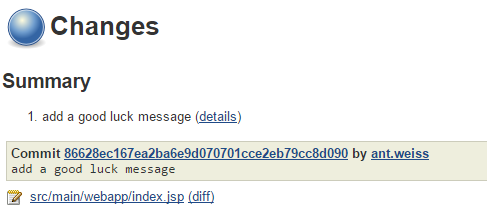 Changes
Summary
1. add a good luck message (details)
Commit 86628ec167ea2ba6e9d070701cce2eb79cc8d090 by ant.weiss
add a good luck message
src/main/webapp/index.jsp (diff)